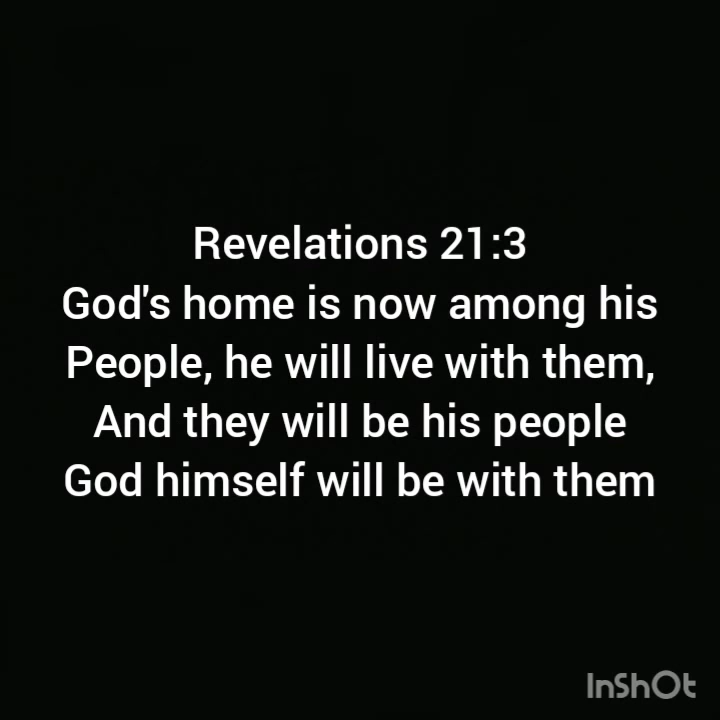 Revelations 21:3
God's home is now among his
People, he will live with them,
And they will be his people
God himself will be with them
InShOt